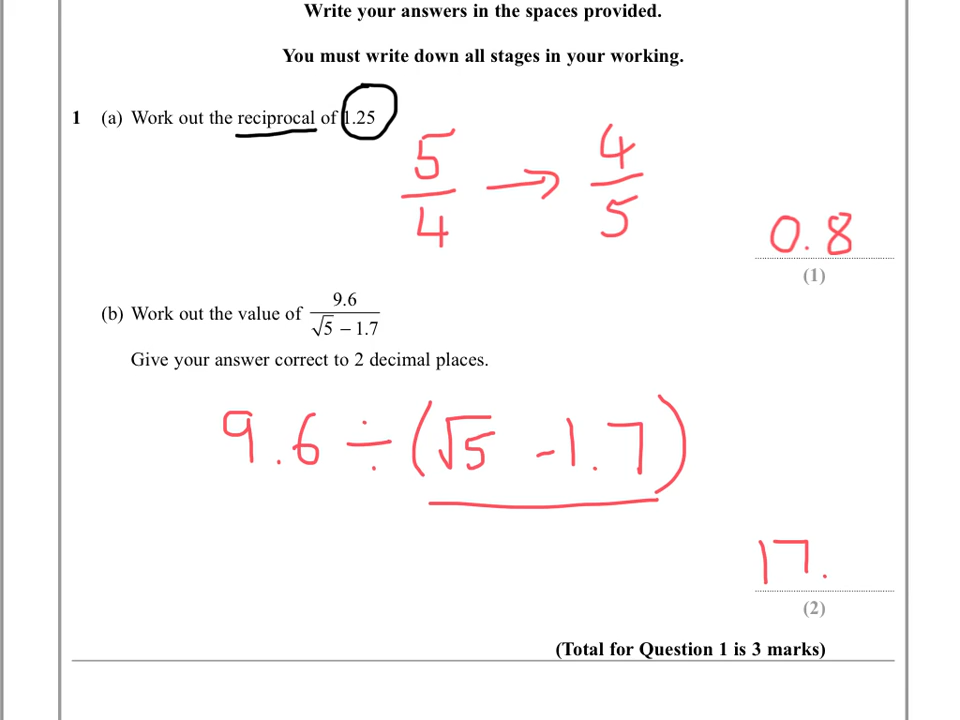 Write your answers in the spaces provided.
You must write down all stages in your working.
1 (a) Work out the reciprocal of 1.25
5/4 → 4/5
0.8
(1)
(b) Work out the value of 9.6/(√5 – 1.7)
Give your answer correct to 2 decimal places.
9.6 ÷ (√5 - 1.7)
17.
(2)
(Total for Question 1 is 3 marks)